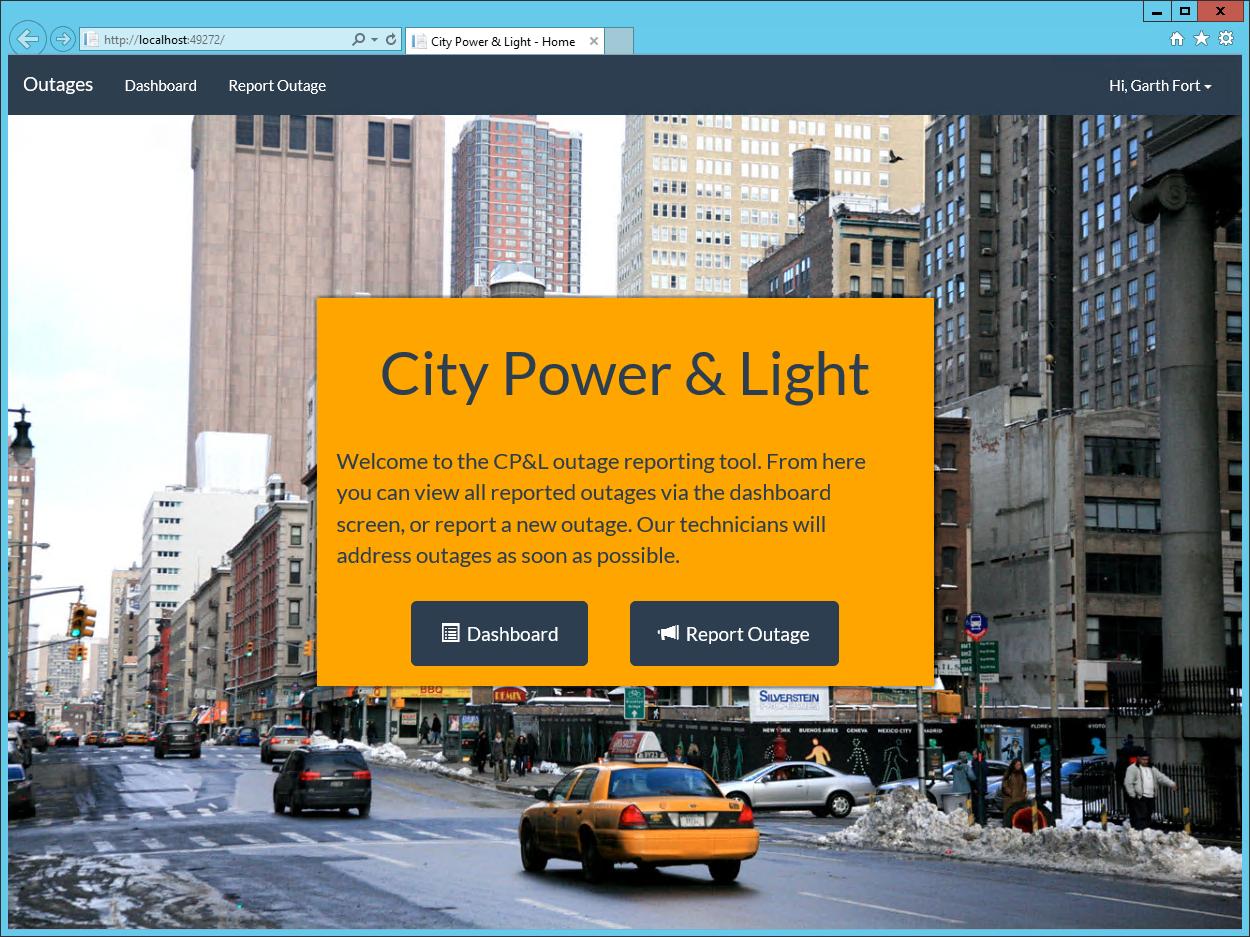 http://localhost:49272/
City Power & Light - Home
Outages
Dashboard
Report Outage
Hi, Garth Fort
City Power & Light
Welcome to the CP&L outage reporting tool. From here
you can view all reported outages via the dashboard
screen, or report a new outage. Our technicians will
address outages as soon as possible.
Dashboard
Report Outage
BBQ
SILVERSTEIN
PROPERTIES
NEW YORK
BUENOS AIRES
GENEVA
MEXICO CITY
MADRID